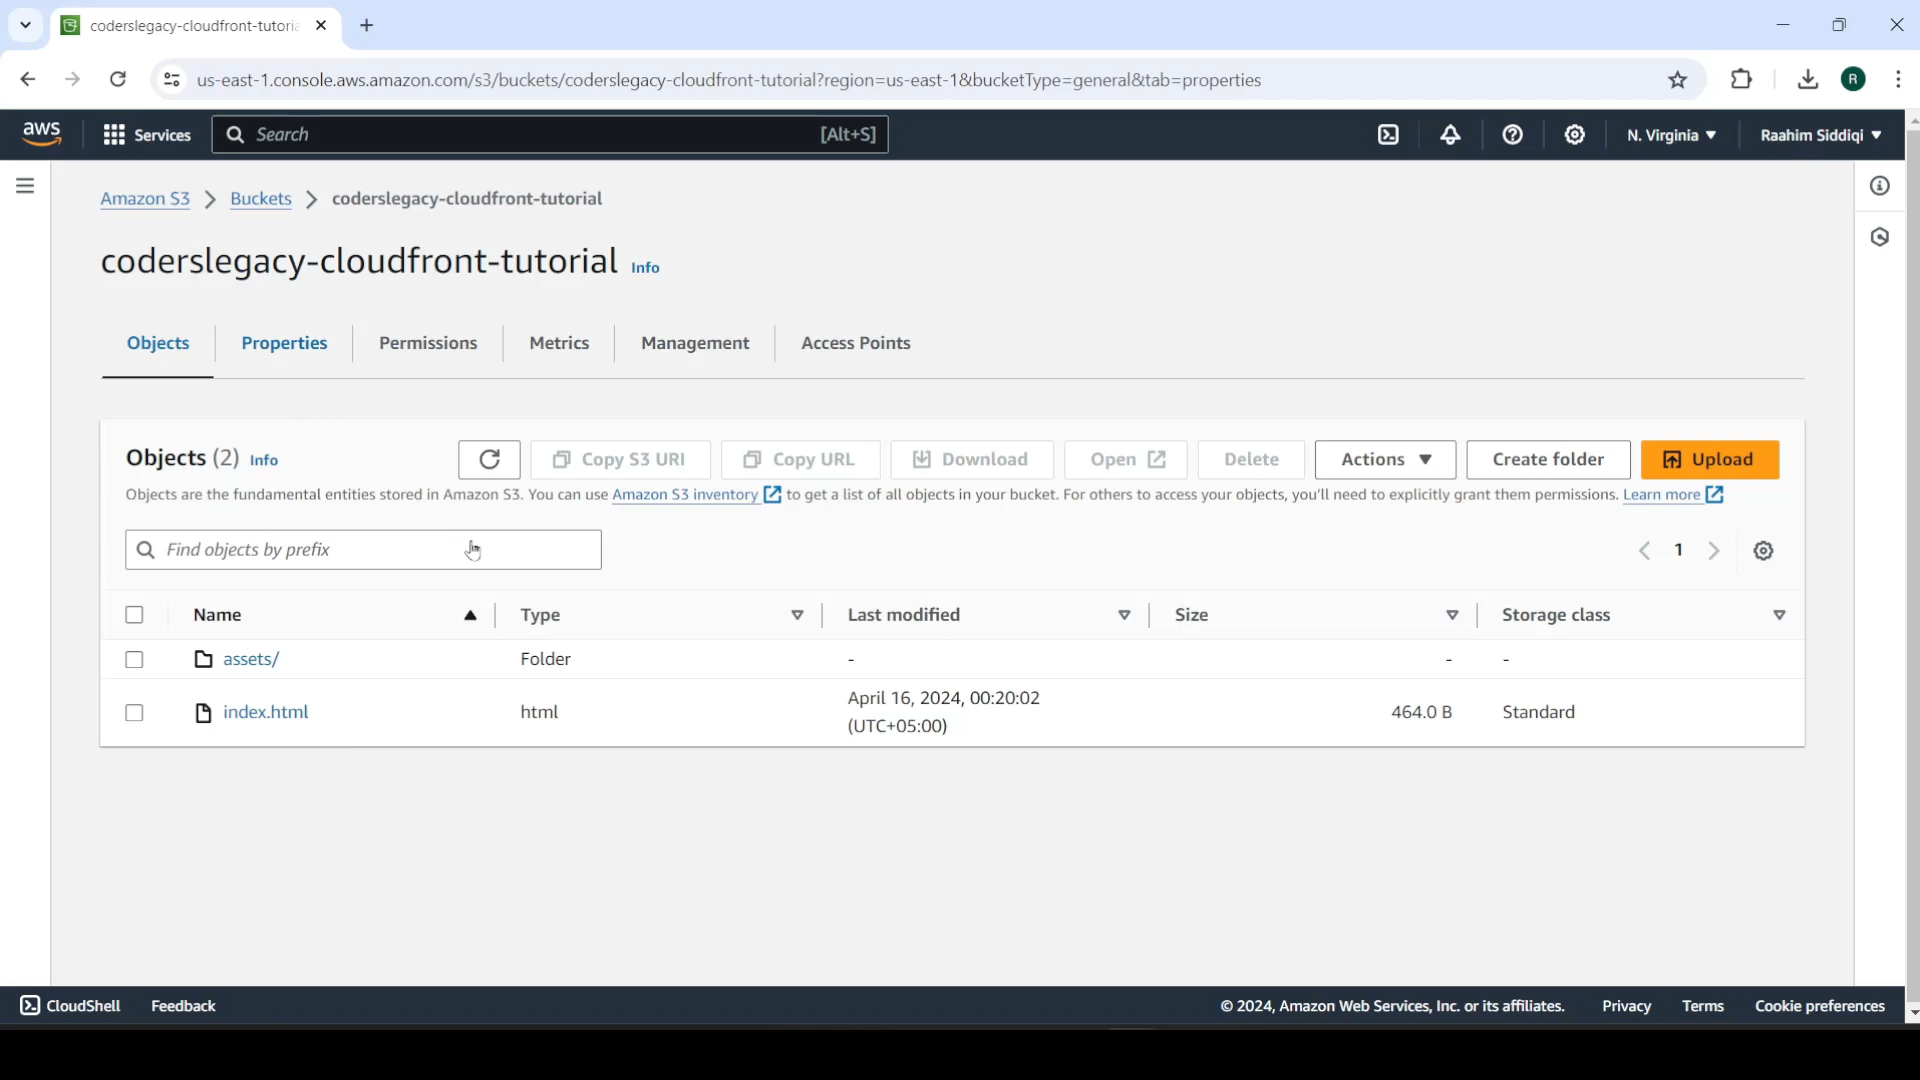 coderslegacy-cloudfront-tutoria
us-east-1.console.aws.amazon.com/s3/buckets/coderslegacy-cloudfront-tutorial?region=us-east-1&bucketType=general&tab=properties
R
aws Services Search [Alt+S] N. Virginia Raahim Siddiqi
Amazon S3 Buckets coderslegacy-cloudfront-tutorial
coderslegacy-cloudfront-tutorial Info
Objects Properties Permissions Metrics Management Access Points
Objects (2) Info Copy S3 URI Copy URL Download Open Delete Actions Create folder Upload
Objects are the fundamental entities stored in Amazon S3. You can use Amazon S3 inventory to get a list of all objects in your bucket. For others to access your objects, you'll need to explicitly grant them permissions. Learn more
Find objects by prefix 1
Name Type Last modified Size Storage class
assets/ Folder - - -
index.html html April 16, 2024, 00:20:02 (UTC+05:00) 464.0 B Standard
CloudShell Feedback © 2024, Amazon Web Services, Inc. or its affiliates. Privacy Terms Cookie preferences